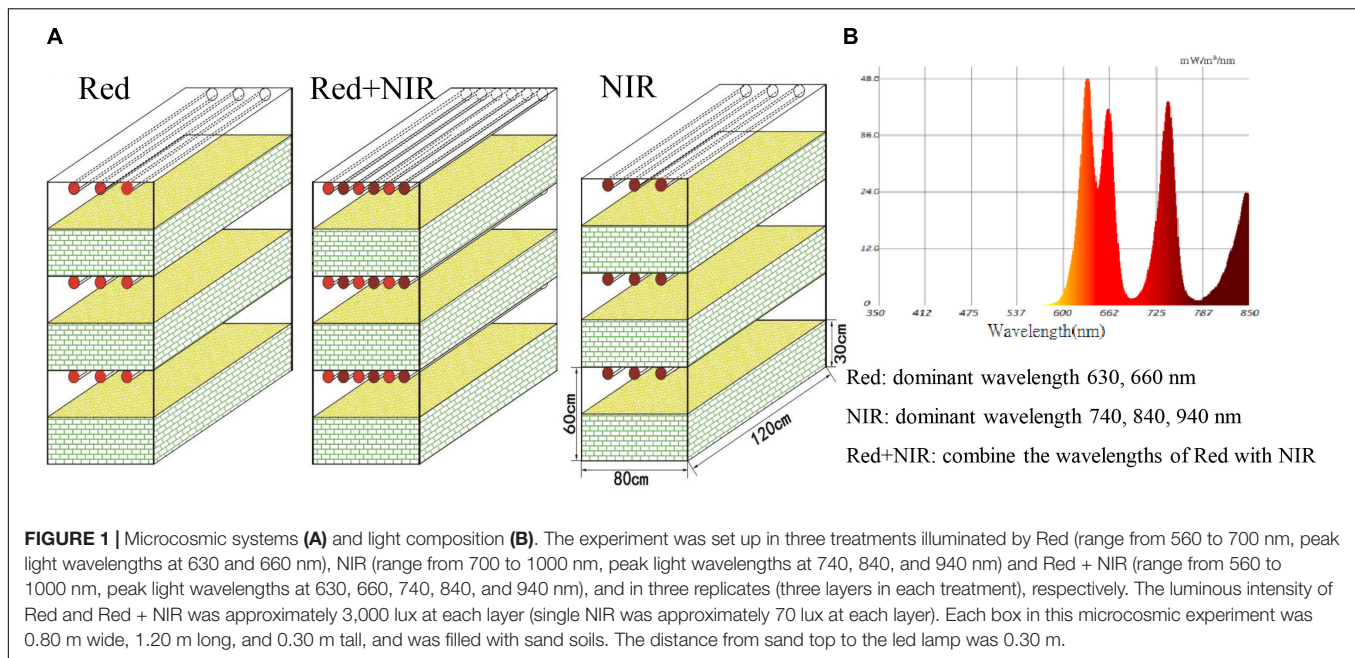 A
B
Red
Red+NIR
NIR
60cm
80cm
120cm
30cm
mW/m²/nm
48.0
36.0
24.0
12.0
0
350 412 475 537 600 662 725 787 850
Wavelength(nm)
Red: dominant wavelength 630, 660 nm
NIR: dominant wavelength 740, 840, 940 nm
Red+NIR: combine the wavelengths of Red with NIR
FIGURE 1 | Microcosmic systems (A) and light composition (B). The experiment was set up in three treatments illuminated by Red (range from 560 to 700 nm, peak
light wavelengths at 630 and 660 nm), NIR (range from 700 to 1000 nm, peak light wavelengths at 740, 840, and 940 nm) and Red + NIR (range from 560 to
1000 nm, peak light wavelengths at 630, 660, 740, 840, and 940 nm), and in three replicates (three layers in each treatment), respectively. The luminous intensity of
Red and Red + NIR was approximately 3,000 lux at each layer (single NIR was approximately 70 lux at each layer). Each box in this microcosmic experiment was
0.80 m wide, 1.20 m long, and 0.30 m tall, and was filled with sand soils. The distance from sand top to the led lamp was 0.30 m.